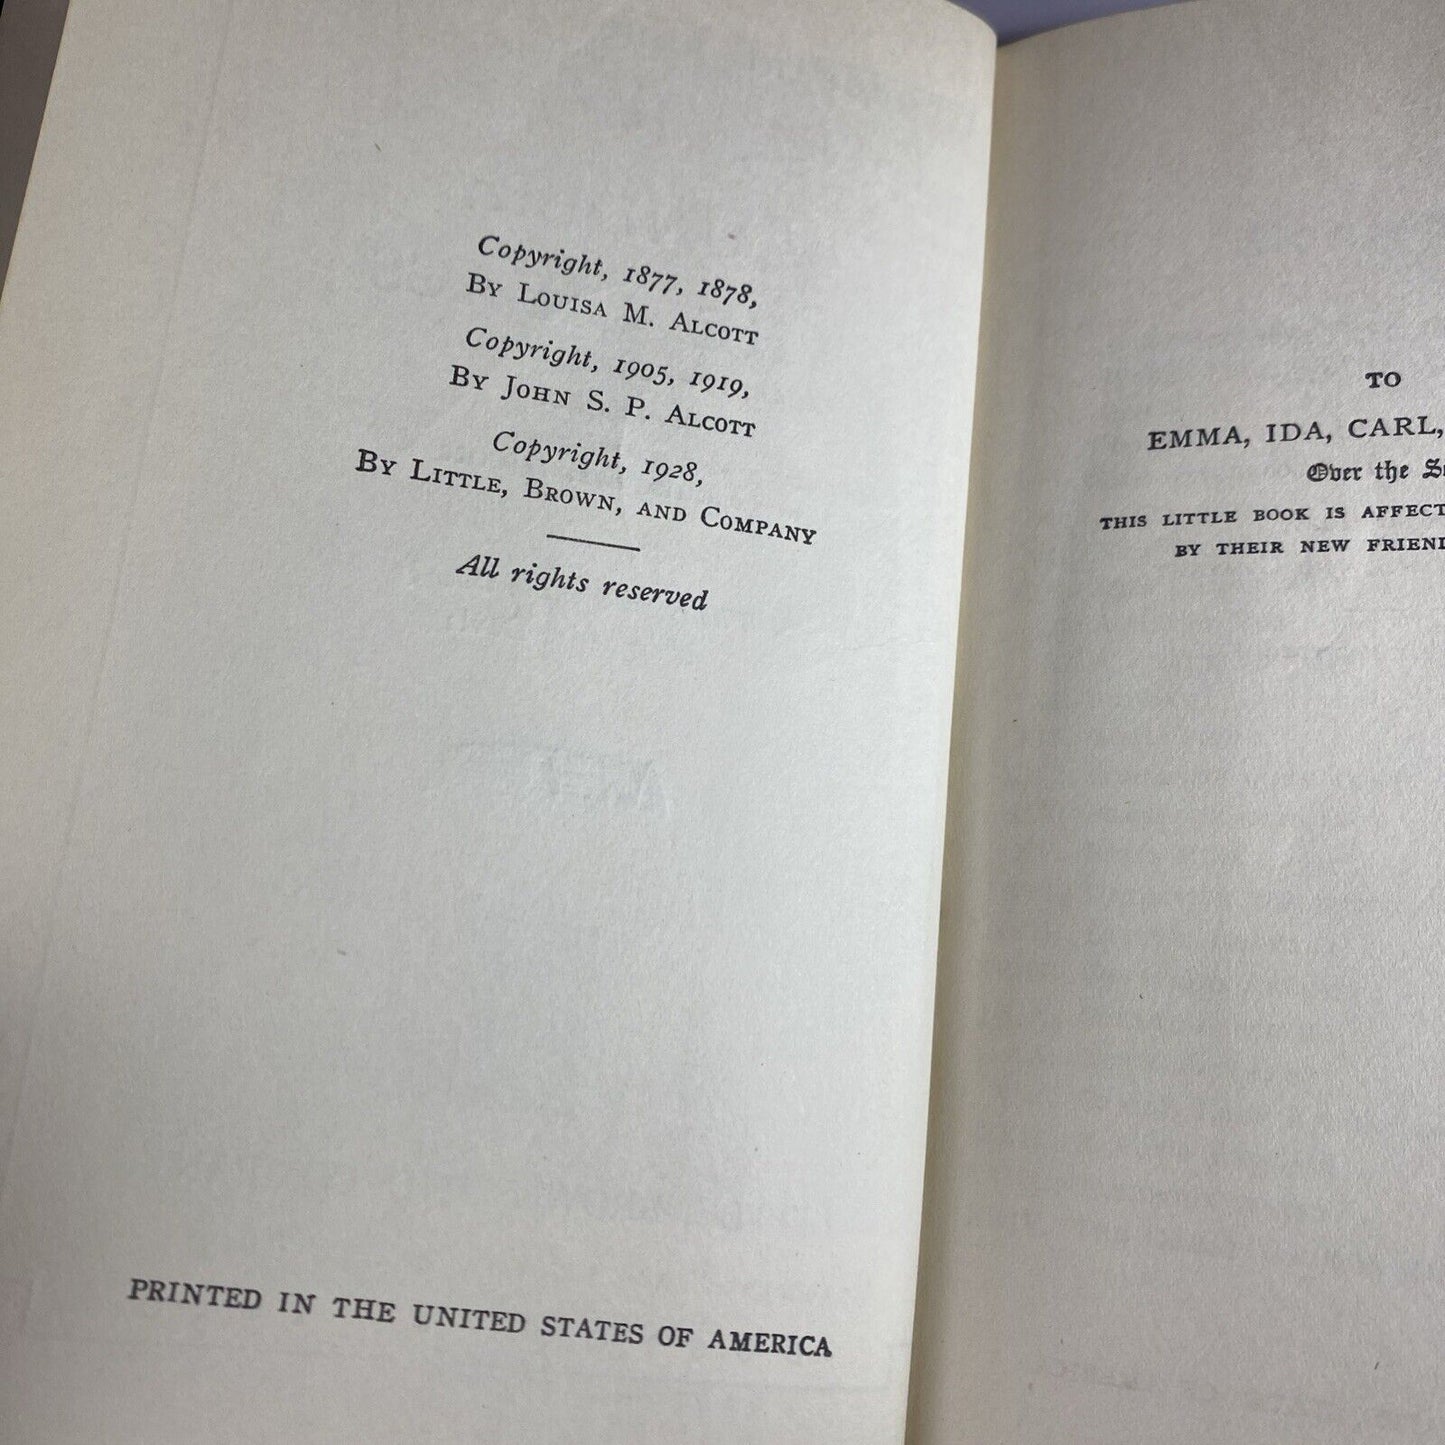 Copyright, 1877, 1878,
By Louisa M. Alcott
Copyright, 1905, 1919,
By John S. P. Alcott
Copyright, 1928,
By Little, Brown, and Company
All rights reserved
PRINTED IN THE UNITED STATES OF AMERICA
TO
EMMA, IDA, CARL,
Over the
THIS LITTLE BOOK IS
BY THEIR NEW